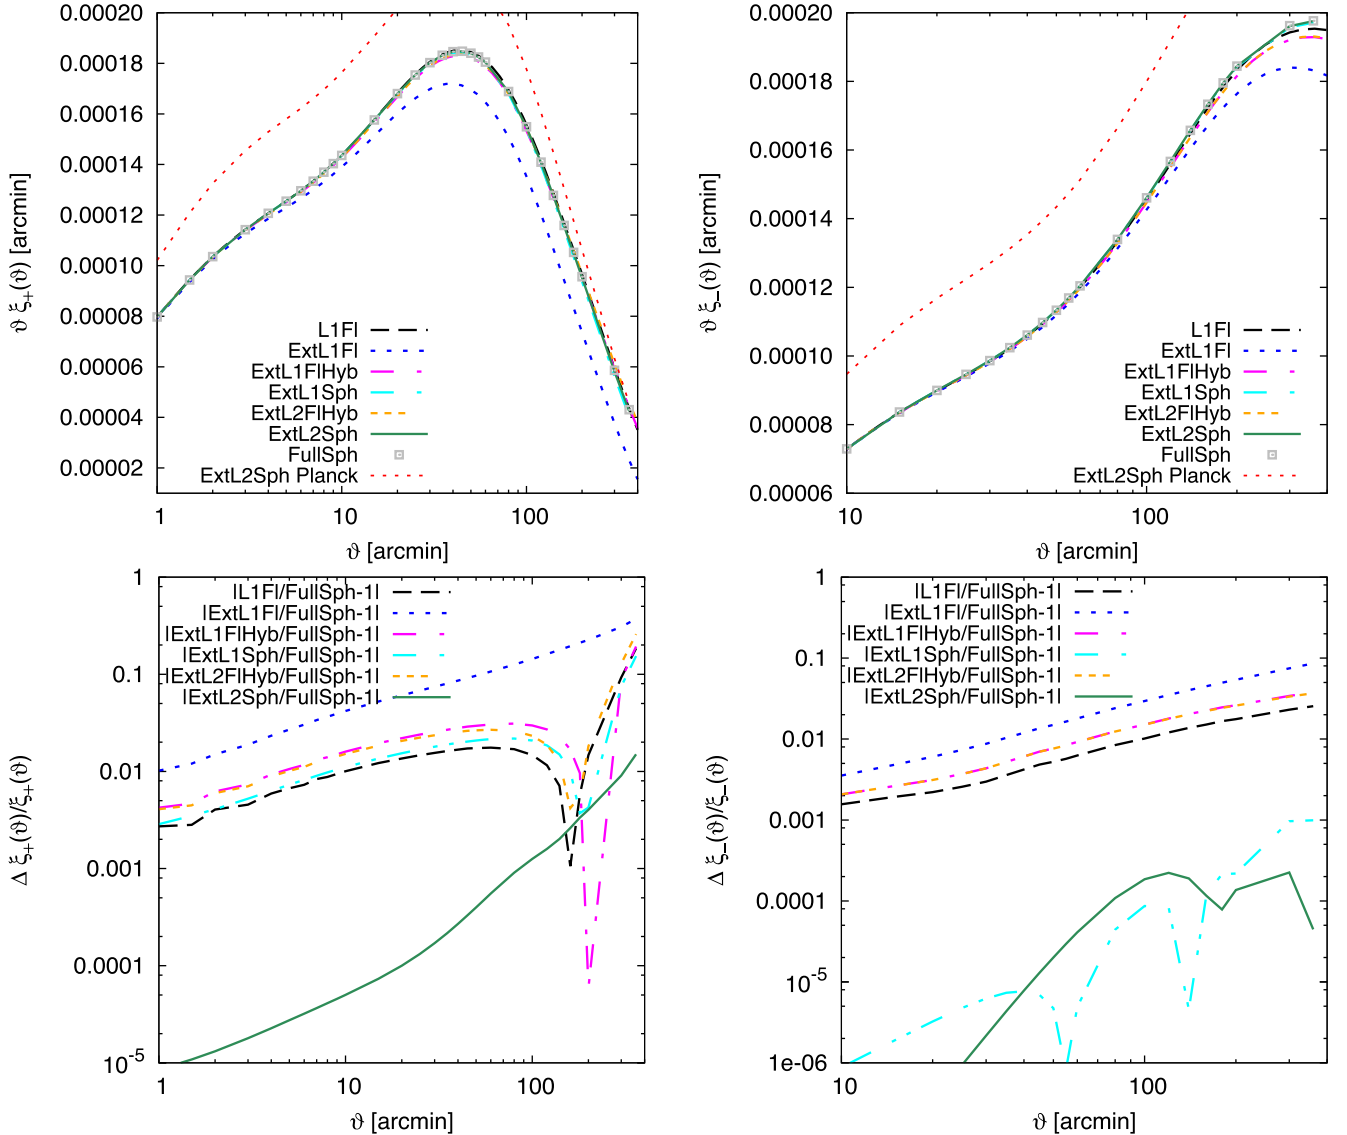 0.00020
0.00018
0.00016
0.00014
0.00012
0.00010
0.00008
0.00006
0.00004
0.00002
ϑ ξ+(ϑ) [arcmin]
L1Fl
ExtL1Fl
ExtL1FlHyb
ExtL1Sph
ExtL2FlHyb
ExtL2Sph
FullSph
ExtL2Sph Planck
1 10 100
ϑ [arcmin]
0.00020
0.00018
0.00016
0.00014
0.00012
0.00010
0.00008
0.00006
ϑ ξ−(ϑ) [arcmin]
L1Fl
ExtL1Fl
ExtL1FlHyb
ExtL1Sph
ExtL2FlHyb
ExtL2Sph
FullSph
ExtL2Sph Planck
10 100
ϑ [arcmin]
1
0.1
0.01
0.001
0.0001
10-5
Δ ξ+(ϑ)/ξ+(ϑ)
|L1Fl/FullSph-1|
|ExtL1Fl/FullSph-1|
|ExtL1FlHyb/FullSph-1|
|ExtL1Sph/FullSph-1|
|ExtL2FlHyb/FullSph-1|
|ExtL2Sph/FullSph-1|
1 10 100
ϑ [arcmin]
1
0.1
0.01
0.001
0.0001
10-5
1e-06
Δ ξ−(ϑ)/ξ−(ϑ)
|L1Fl/FullSph-1|
|ExtL1Fl/FullSph-1|
|ExtL1FlHyb/FullSph-1|
|ExtL1Sph/FullSph-1|
|ExtL2FlHyb/FullSph-1|
|ExtL2Sph/FullSph-1|
10 100
ϑ [arcmin]